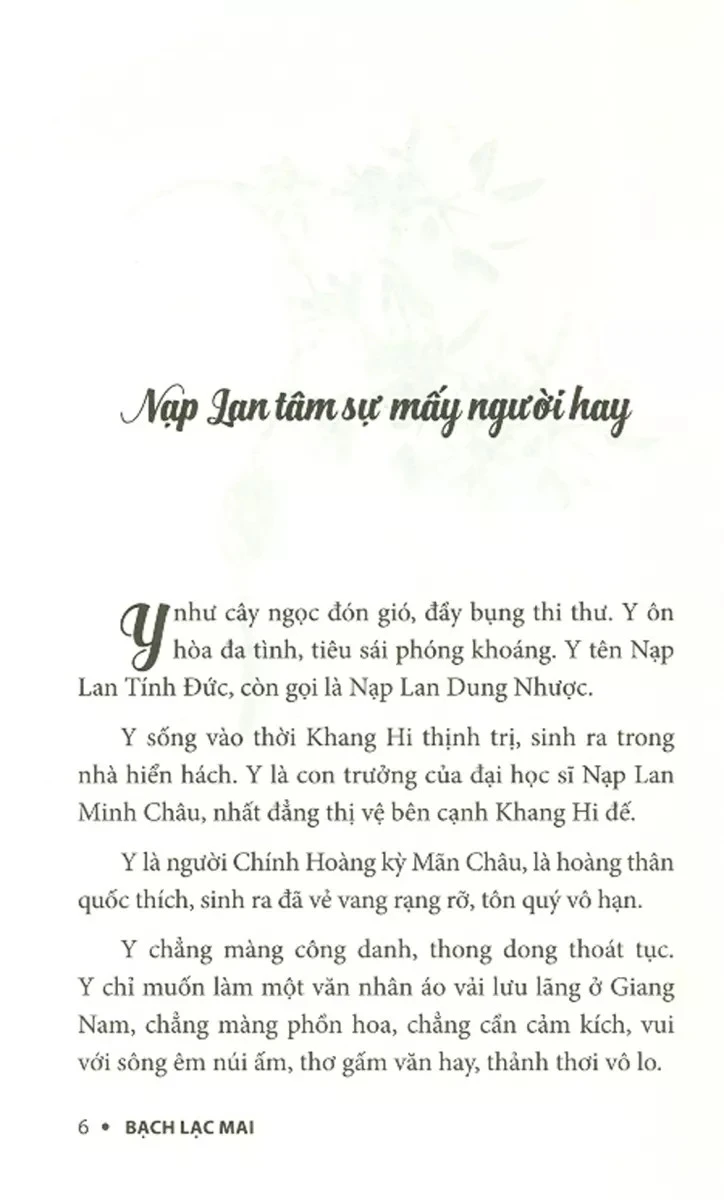 Nạp Lan tâm sự mấy người hay
Y như cây ngọc đón gió, đẩy bụng thi thư. Y ôn
hòa đa tình, tiêu sái phóng khoáng. Y tên Nạp
Lan Tính Đức, còn gọi là Nạp Lan Dung Nhược.
Y sống vào thời Khang Hi thịnh trị, sinh ra trong
nhà hiển hách. Y là con trưởng của đại học sĩ Nạp Lan
Minh Châu, nhất đẳng thị vệ bên cạnh Khang Hi đế.
Y là người Chính Hoàng kỳ Mãn Châu, là hoàng thân
quốc thích, sinh ra đã vẻ vang rạng rỡ, tôn quý vô hạn.
Y chẳng màng công danh, thong dong thoát tục.
Y chỉ muốn làm một văn nhân áo vải lưu lãng ở Giang
Nam, chẳng màng phồn hoa, chẳng cần cảm kích, vui
với sông êm núi ấm, thơ gấm văn hay, thảnh thơi vô lo.
6 • BẠCH LẠC MAI